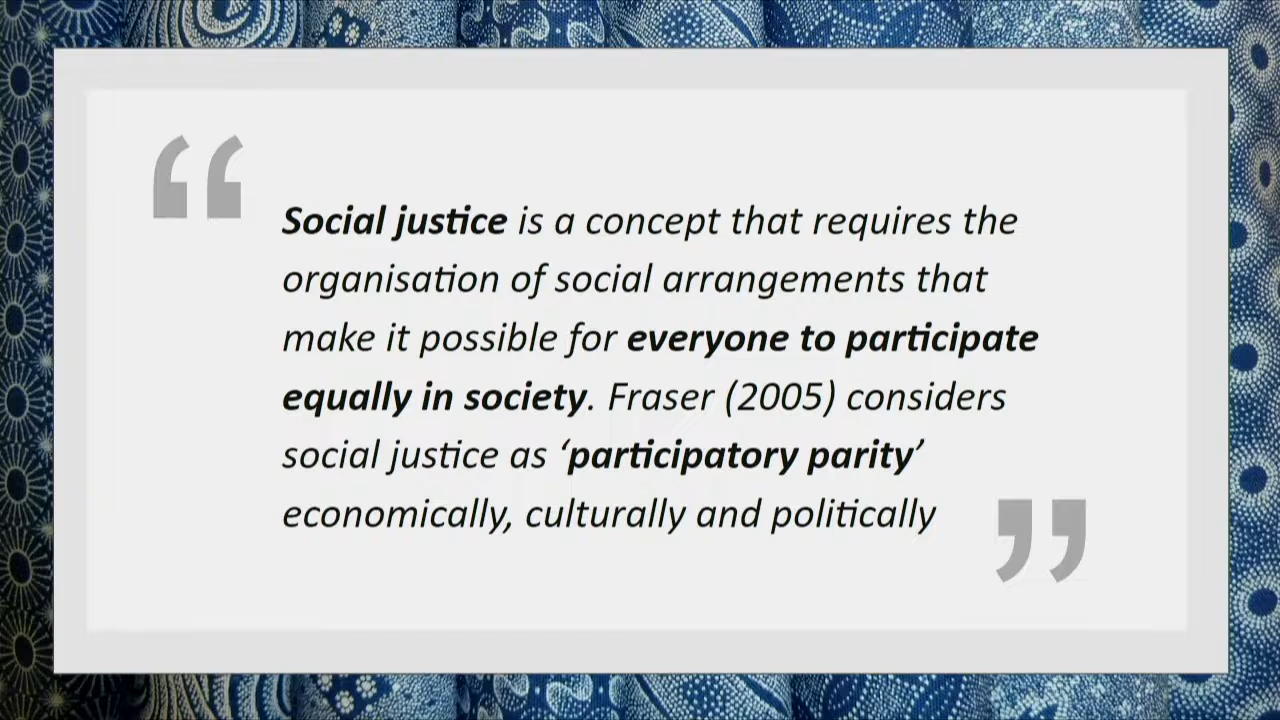 “
Social justice is a concept that requires the
organisation of social arrangements that
make it possible for everyone to participate
equally in society. Fraser (2005) considers
social justice as ‘participatory parity’
economically, culturally and politically
”